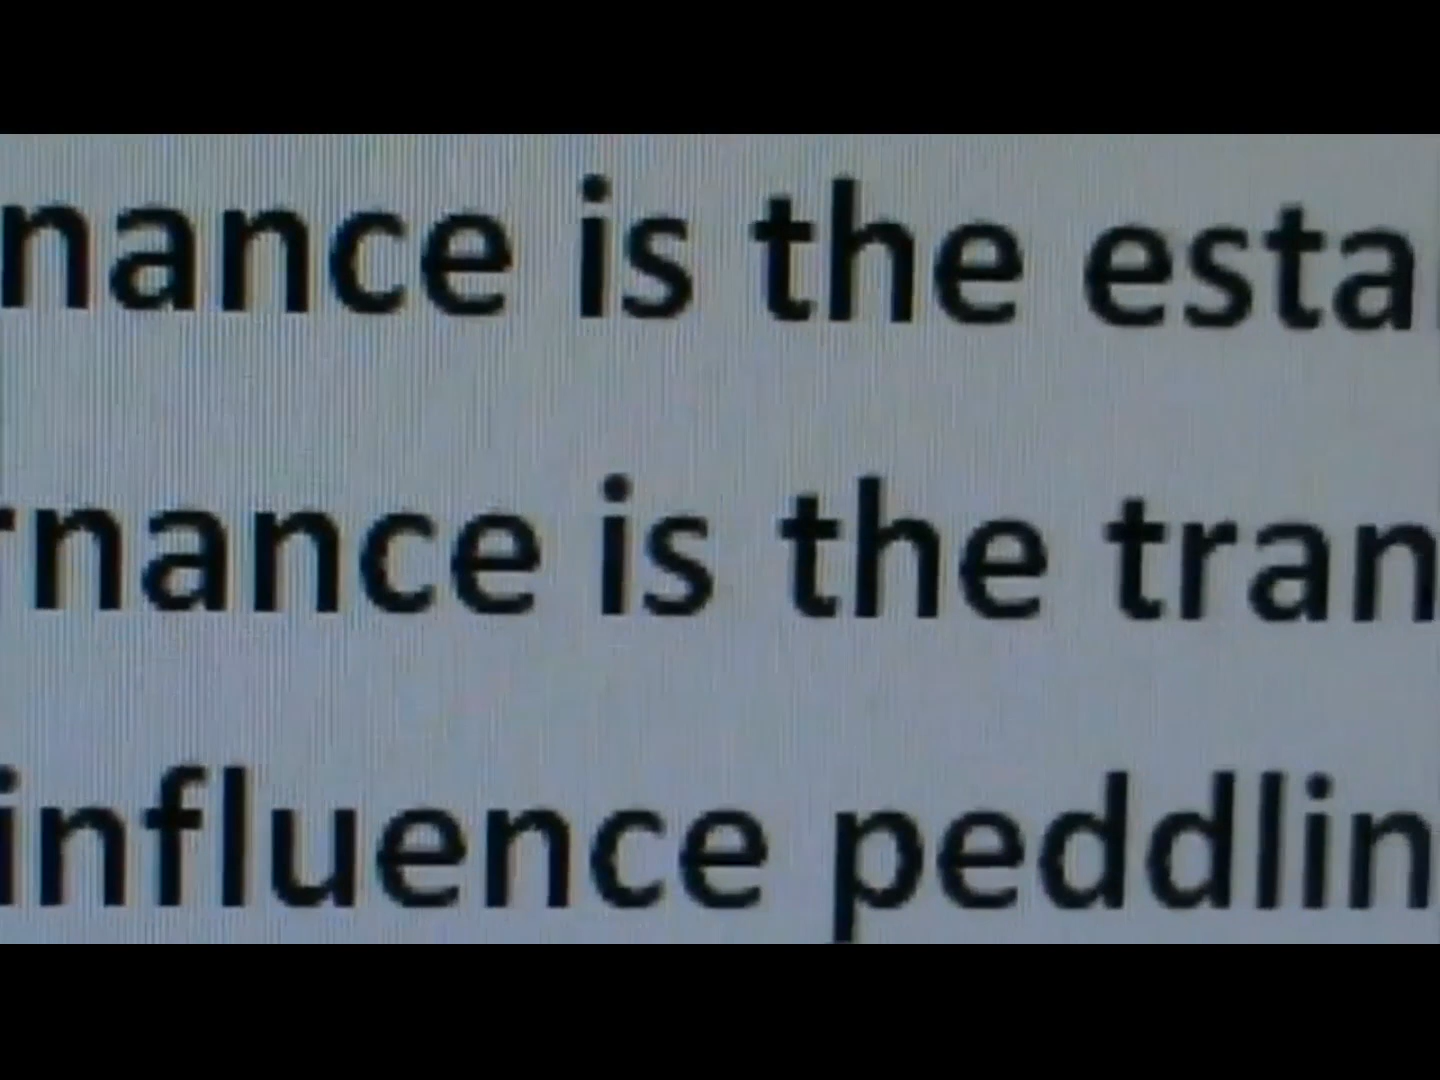 nance is the esta
rnance is the tran
influence peddlin